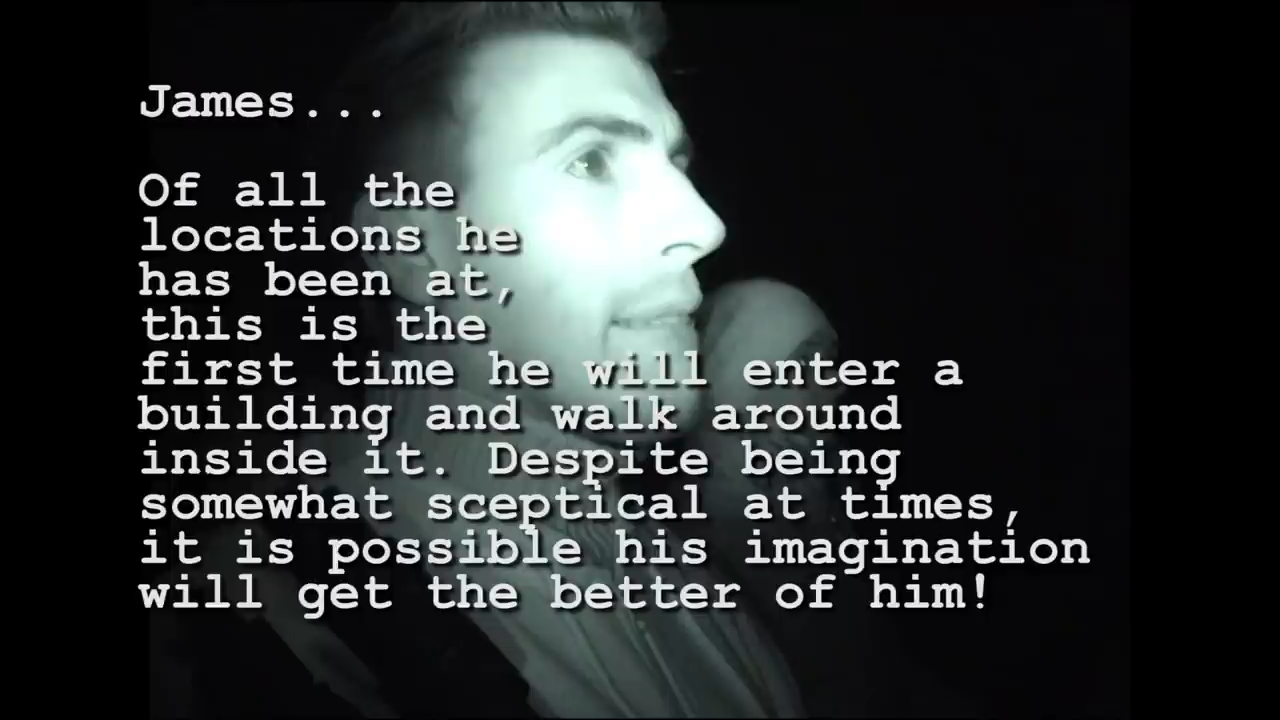 James...
Of all the
locations he
has been at,
this is the
first time he will enter a
building and walk around
inside it. Despite being
somewhat sceptical at times,
it is possible his imagination
will get the better of him!